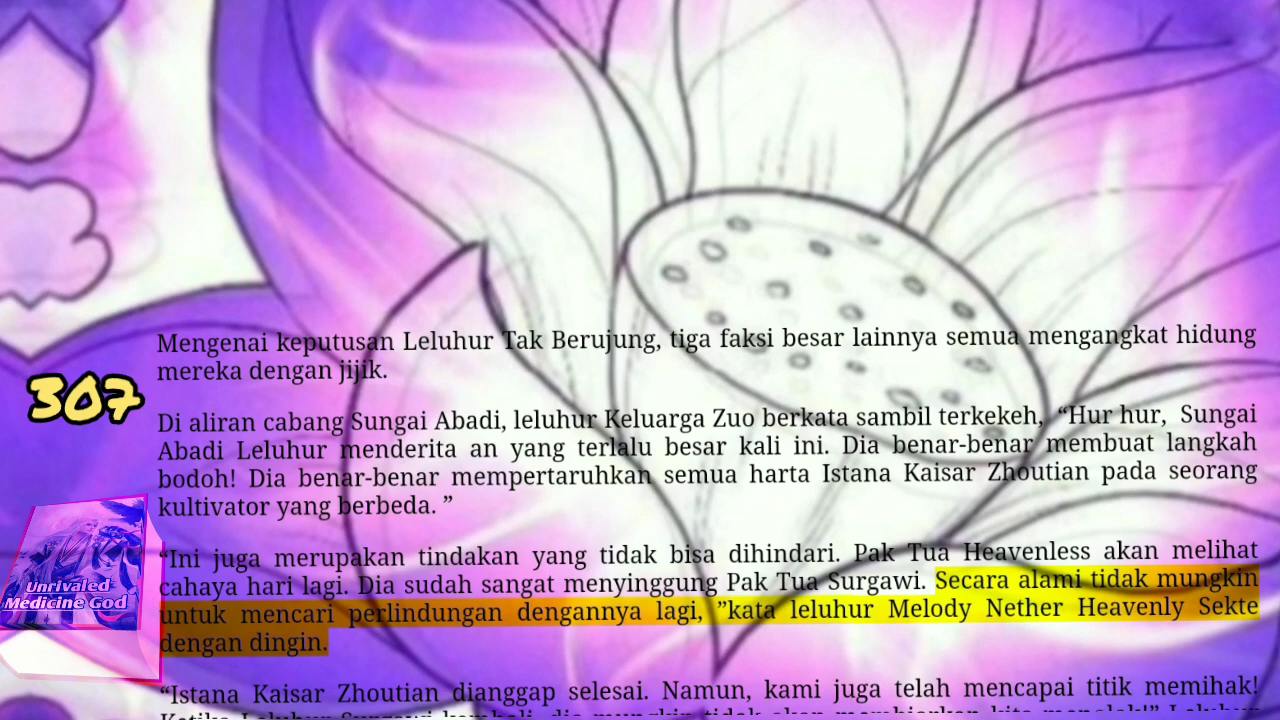 Mengenai keputusan Leluhur Tak Berujung, tiga faksi besar lainnya semua mengangkat hidung
mereka dengan jijik.
307
Di aliran cabang Sungai Abadi, leluhur Keluarga Zuo berkata sambil terkekeh, “Hur hur, Sungai
Abadi Leluhur menderita an yang terlalu besar kali ini. Dia benar-benar membuat langkah
bodoh! Dia benar-benar mempertaruhkan semua harta Istana Kaisar Zhoutian pada seorang
kultivator yang berbeda. ”
“Ini juga merupakan tindakan yang tidak bisa dihindari. Pak Tua Heavenless akan melihat
cahaya hari lagi. Dia sudah sangat menyinggung Pak Tua Surgawi. Secara alami tidak mungkin
untuk mencari perlindungan dengannya lagi, ”kata leluhur Melody Nether Heavenly Sekte
dengan dingin.
Unrivaled
Medicine God
“Istana Kaisar Zhoutian dianggap selesai. Namun, kami juga telah mencapai titik memihak!